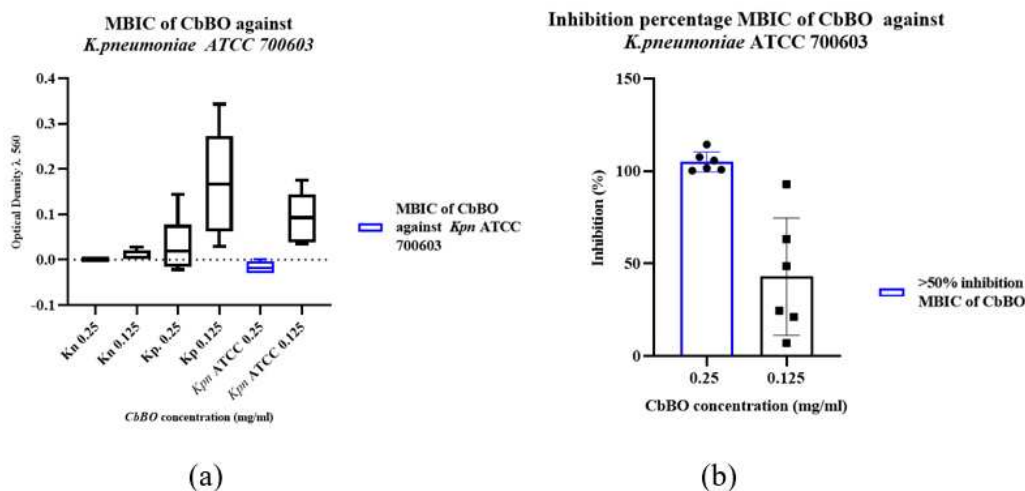 MBIC of CbBO against
K.pneumoniae ATCC 700603
0.4
0.3
0.2
0.1
0.0
-0.1
Optical Density λ 560
Kn 0.25
Kn 0.125
Kp. 0.25
Kp 0.125
Kpn ATCC 0.25
Kpn ATCC 0.125
CbBO concentration (mg/ml)
MBIC of CbBO
against Kpn ATCC
700603
(a)
Inhibition percentage MBIC of CbBO against
K.pneumoniae ATCC 700603
150
100
50
0
Inhibition (%)
0.25
0.125
CbBO concentration (mg/ml)
>50% inhibition
MBIC of CbBO
(b)